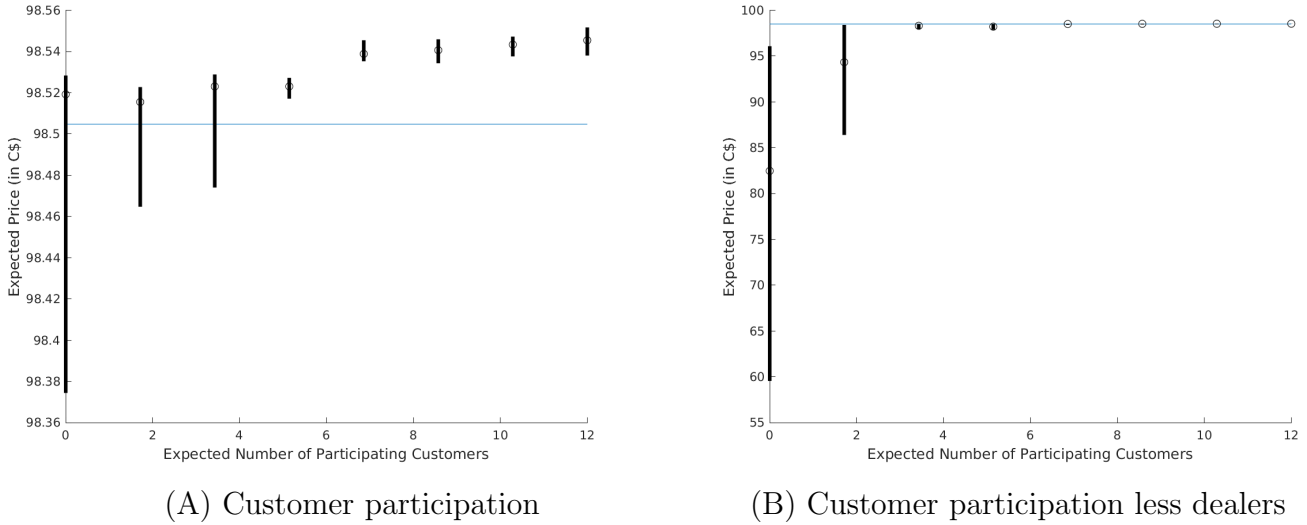 98.56
98.54
98.52
98.5
98.48
98.46
98.44
98.42
98.4
98.38
98.36
Expected Price (in C$)
0 2 4 6 8 10 12
Expected Number of Participating Customers
(A) Customer participation
100
95
90
85
80
75
70
65
60
55
Expected Price (in C$)
0 2 4 6 8 10 12
Expected Number of Participating Customers
(B) Customer participation less dealers